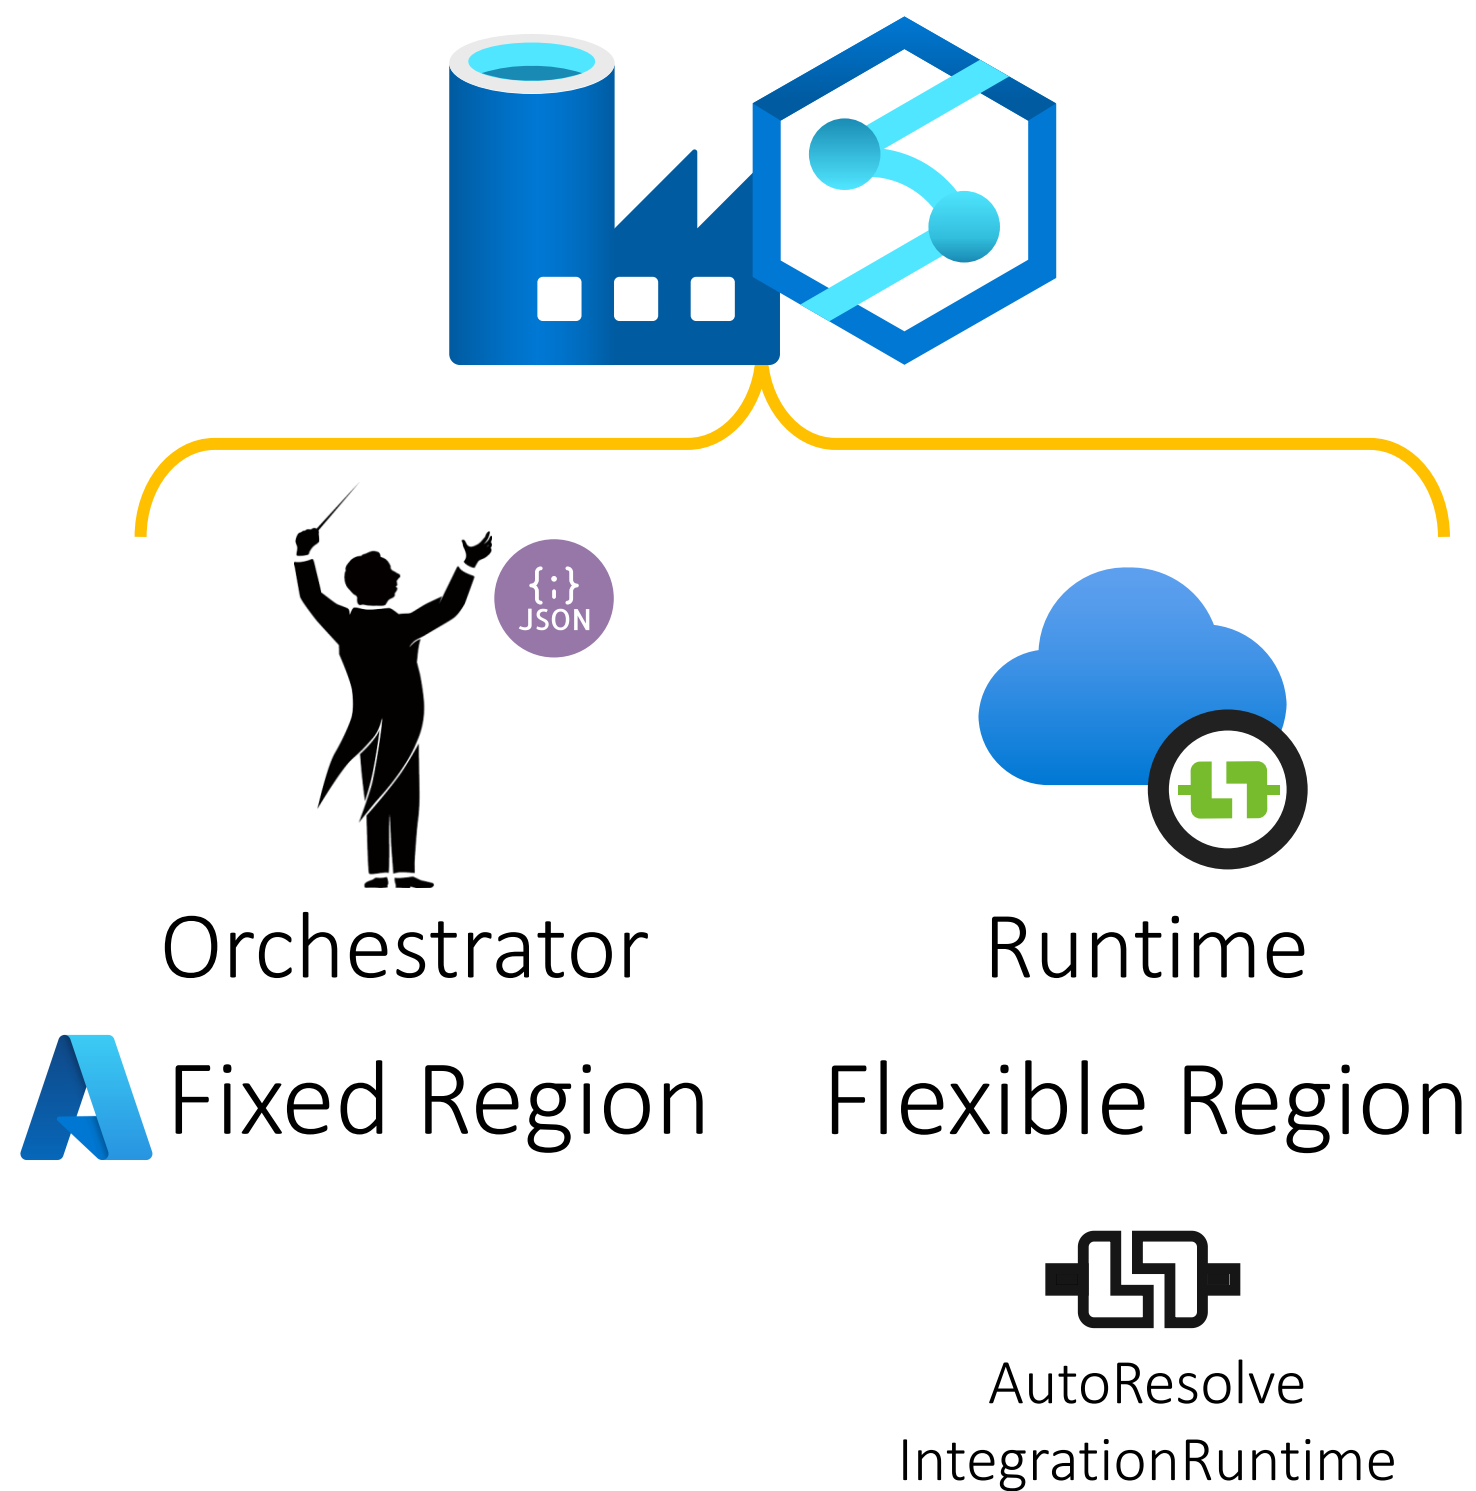 {;}
JSON
Orchestrator
Runtime
Fixed Region
Flexible Region
AutoResolve
IntegrationRuntime